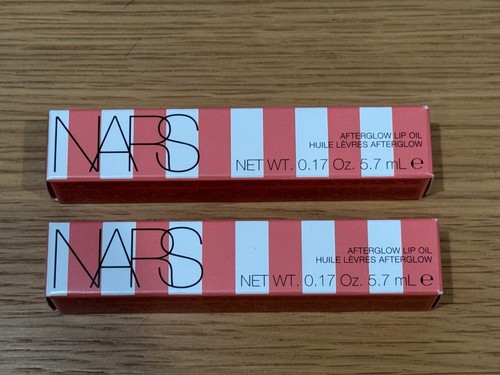 NARS
AFTERGLOW LIP OIL
HUILE LÈVRES AFTERGLOW
NET WT. 0.17 Oz. 5.7 mL ℮
NARS
AFTERGLOW LIP OIL
HUILE LÈVRES AFTERGLOW
NET WT. 0.17 Oz. 5.7 mL ℮